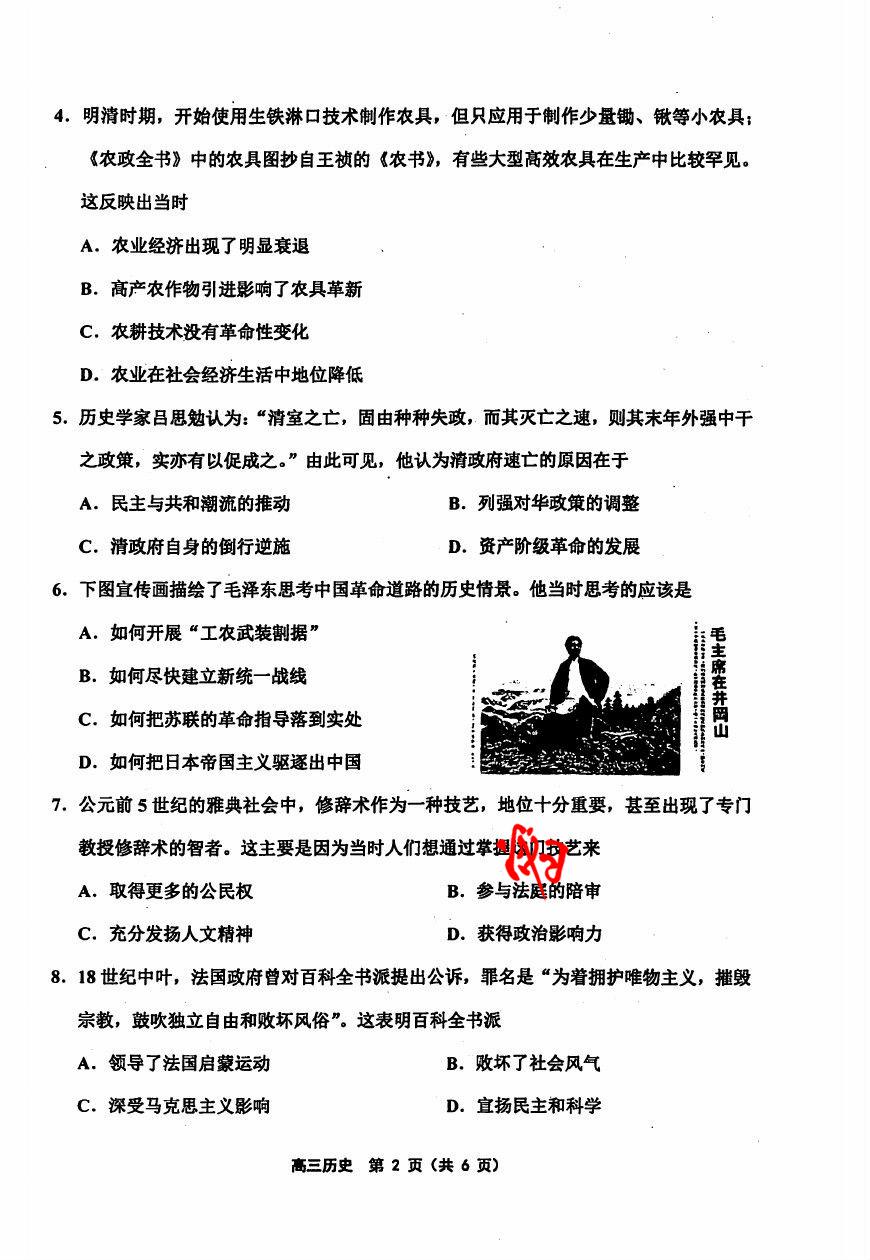 4．明清时期，开始使用生铁淋口技术制作农具，但只应用于制作少量锄、锹等小农具；
《农政全书》中的农具图抄自王祯的《农书》，有些大型高效农具在生产中比较罕见。
这反映出当时
A．农业经济出现了明显衰退
B．高产农作物引进影响了农具革新
C．农耕技术没有革命性变化
D．农业在社会经济生活中地位降低
5．历史学家吕思勉认为：“清室之亡，固由种种失政，而其灭亡之速，则其末年外强中干
之政策，实亦有以促成之。”由此可见，他认为清政府速亡的原因在于
A．民主与共和潮流的推动 B．列强对华政策的调整
C．清政府自身的倒行逆施 D．资产阶级革命的发展
6．下图宣传画描绘了毛泽东思考中国革命道路的历史情景。他当时思考的应该是
A．如何开展“工农武装割据”
B．如何尽快建立新统一战线
C．如何把苏联的革命指导落到实处
D．如何把日本帝国主义驱逐出中国
毛主席在井冈山
7．公元前 5 世纪的雅典社会中，修辞术作为一种技艺，地位十分重要，甚至出现了专门
教授修辞术的智者。这主要是因为当时人们想通过掌握门技艺来
A．取得更多的公民权 B．参与法庭的陪审
C．充分发扬人文精神 D．获得政治影响力
8．18 世纪中叶，法国政府曾对百科全书派提出公诉，罪名是“为着拥护唯物主义，摧毁
宗教，鼓吹独立自由和败坏风俗”。这表明百科全书派
A．领导了法国启蒙运动 B．败坏了社会风气
C．深受马克思主义影响 D．宣扬民主和科学
高三历史 第 2 页（共 6 页）